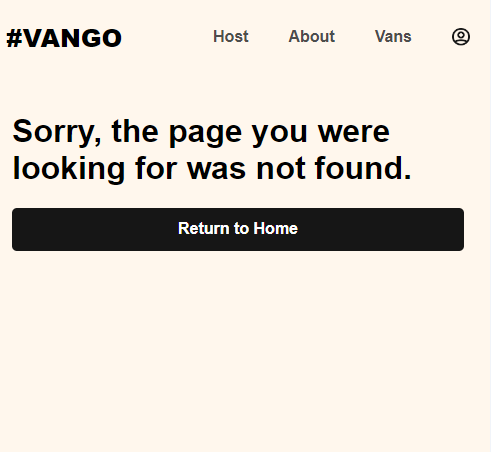 #VANGO Host About Vans
Sorry, the page you were
looking for was not found.
Return to Home